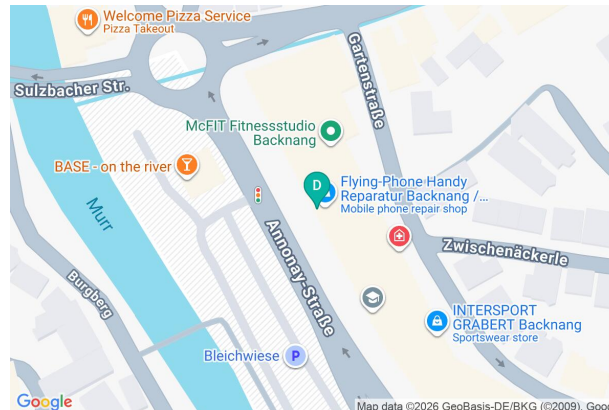 Welcome Pizza Service
Pizza Takeout
Sulzbacher Str.
Gartenstraße
McFIT Fitnessstudio
Backnang
BASE - on the river
D
Flying-Phone Handy
Reparatur Backnang /...
Mobile phone repair shop
Murr
Annonay-Straße
Zwischenäckerle
Burgberg
INTERSPORT
GRABERT Backnang
Sportswear store
Bleichwiese
P
Google
Map data ©2026 GeoBasis-DE/BKG (©2009), Goo